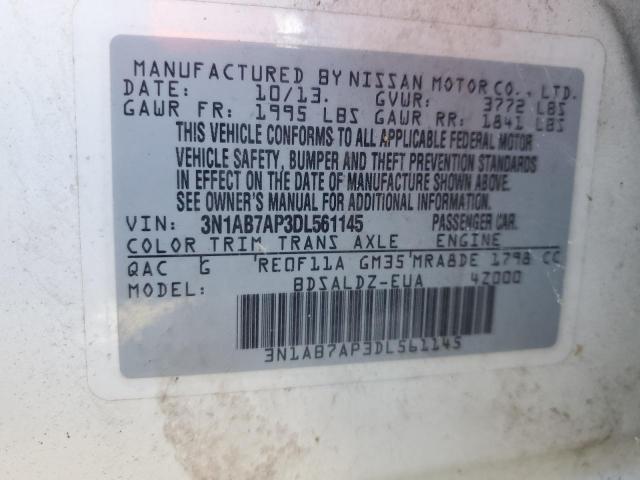 MANUFACTURED BY NISSAN MOTOR CO., LTD.
DATE: 10/13. GVWR: 3772 LBS
GAWR FR: 1995 LBS GAWR RR: 1841 LBS
THIS VEHICLE CONFORMS TO ALL APPLICABLE FEDERAL MOTOR
VEHICLE SAFETY, BUMPER AND THEFT PREVENTION STANDARDS
IN EFFECT ON THE DATE OF MANUFACTURE SHOWN ABOVE.
SEE OWNER'S MANUAL FOR ADDITIONAL INFORMATION.
VIN: 3N1AB7AP3DL561145 PASSENGER CAR.
COLOR TRIM TRANS AXLE ENGINE
QAC G RE0F11A GM35 MRA8DE 1798 CC
MODEL: BDSALDZ-EUA 4Z000
3N1AB7AP3DL561145